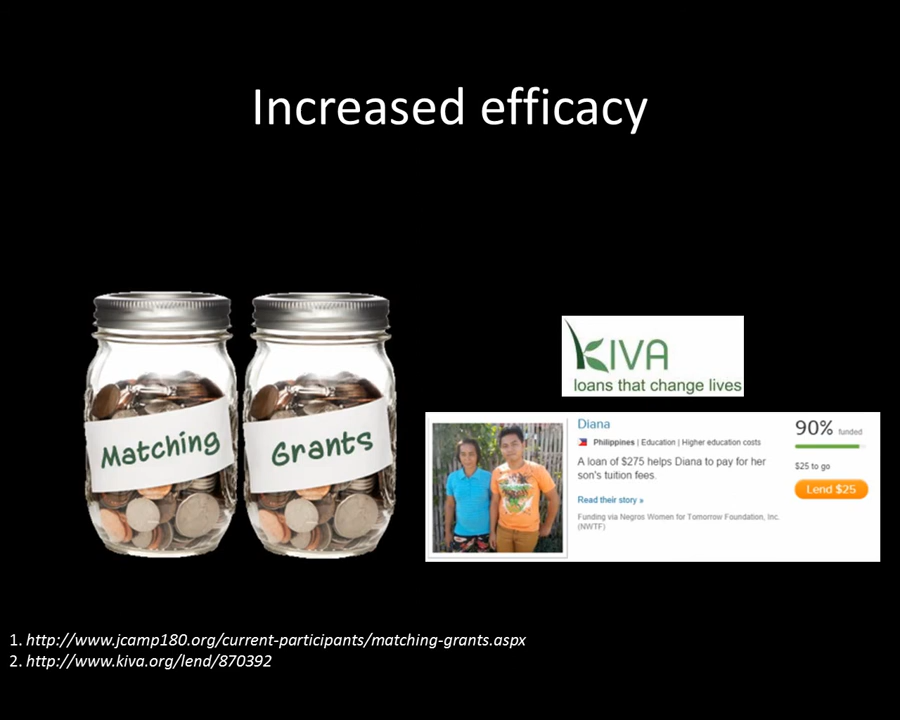 Increased efficacy
Matching
Grants
KIVA
loans that change lives
Diana
Philippines | Education | Higher education costs
A loan of $275 helps Diana to pay for her
son's tuition fees.
Read their story »
Funding via Negros Women for Tomorrow Foundation, Inc.
(NWTF)
90% funded
$25 to go
Lend $25
1. http://www.jcamp180.org/current-participants/matching-grants.aspx
2. http://www.kiva.org/lend/870392